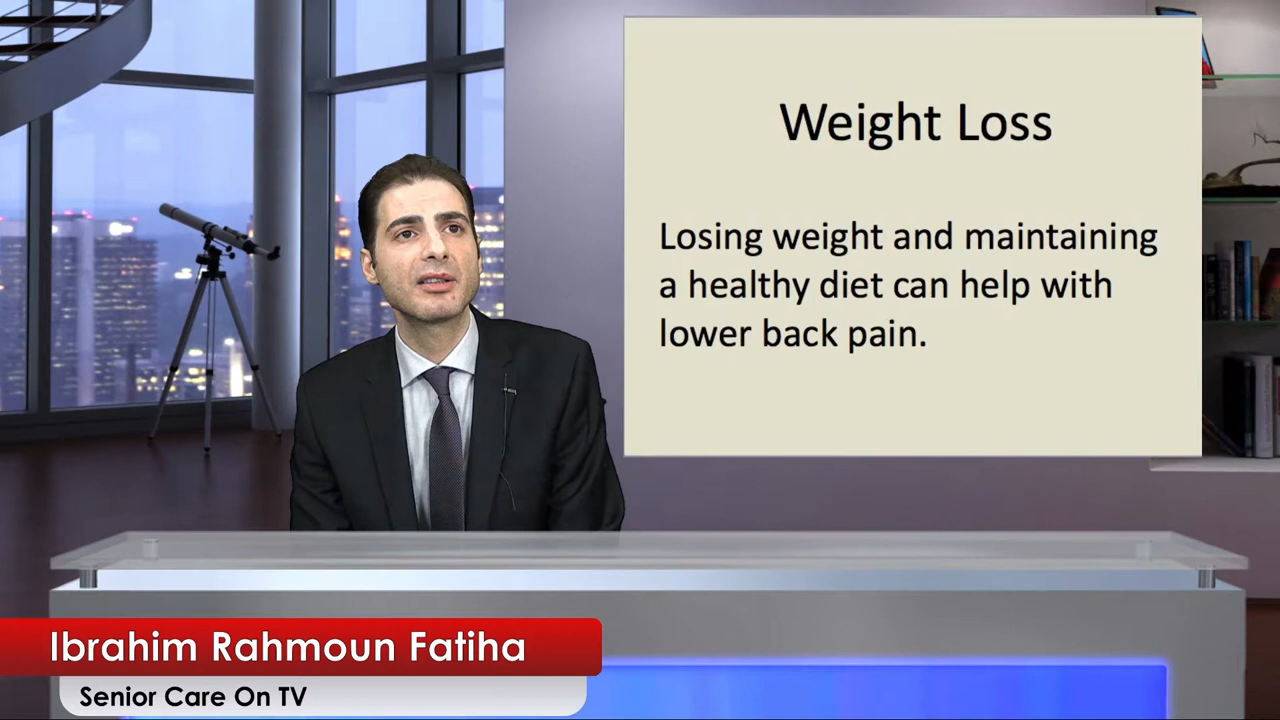 Weight Loss
Losing weight and maintaining
a healthy diet can help with
lower back pain.
Ibrahim Rahmoun Fatiha
Senior Care On TV